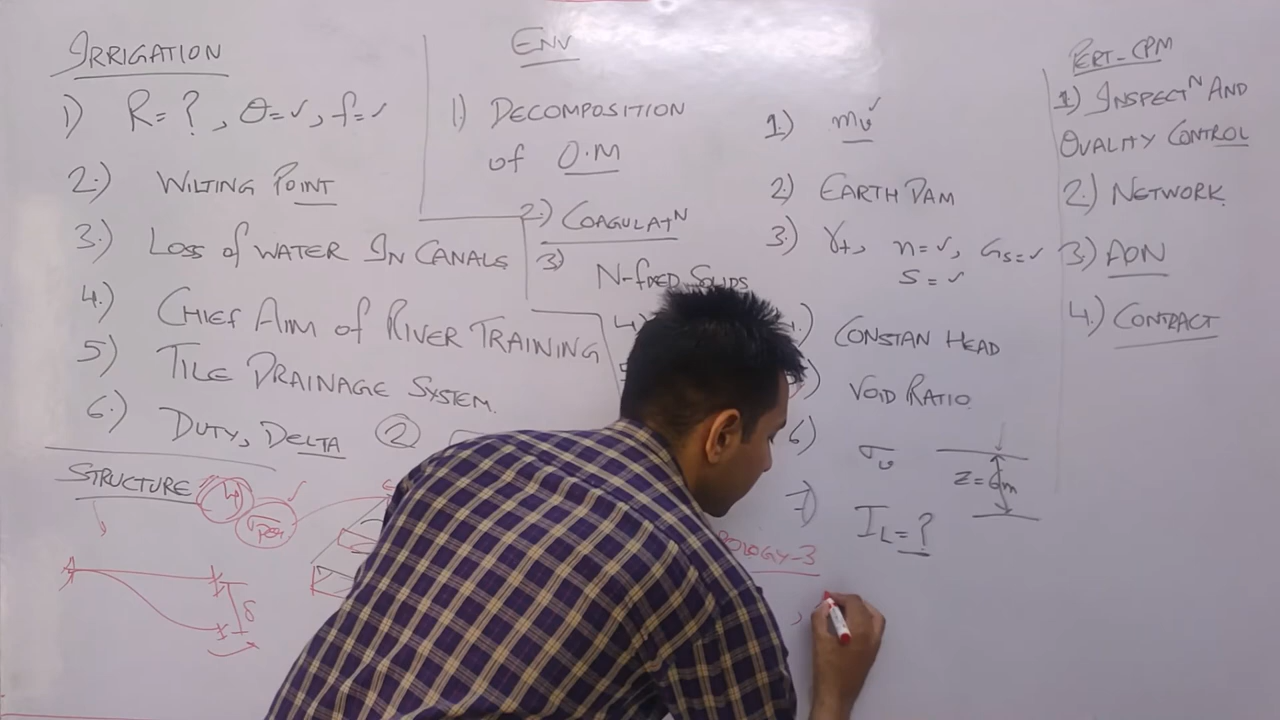 IRRIGATION
1) R = ?, θ=✓, f=✓
2.) WILTING POINT
3.) LOSS of WATER IN CANALS
4.) CHIEF AIM of RIVER TRAINING
5) TILE DRAINAGE SYSTEM.
6.) DUTY, DELTA 2
STRUCTURE 4
σper ✓
δ
ENV
1.) DECOMPOSITION
of O.M
2.) COAGULATN
3) N-fixed SOLIDS
4)
1.) mv ✓
2) EARTH DAM
3.) γt, n=✓, Gs=✓
S=✓
CONSTAN HEAD
VOID RATIO
6) σv
Z=6m
7) IL=?
OLOGY-3
PERT-CPM
1) INSPECTN AND
QUALITY CONTROL
2.) NETWORK
3) AON
4.) CONTRACT